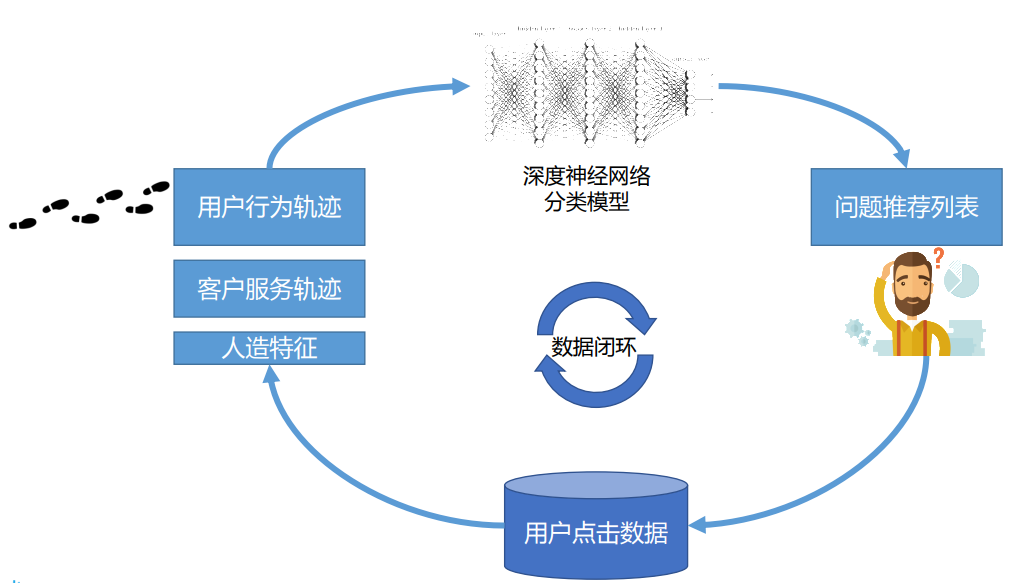 深度神经网络
分类模型
用户行为轨迹
问题推荐列表
客户服务轨迹
?
人造特征
数据闭环
用户点击数据